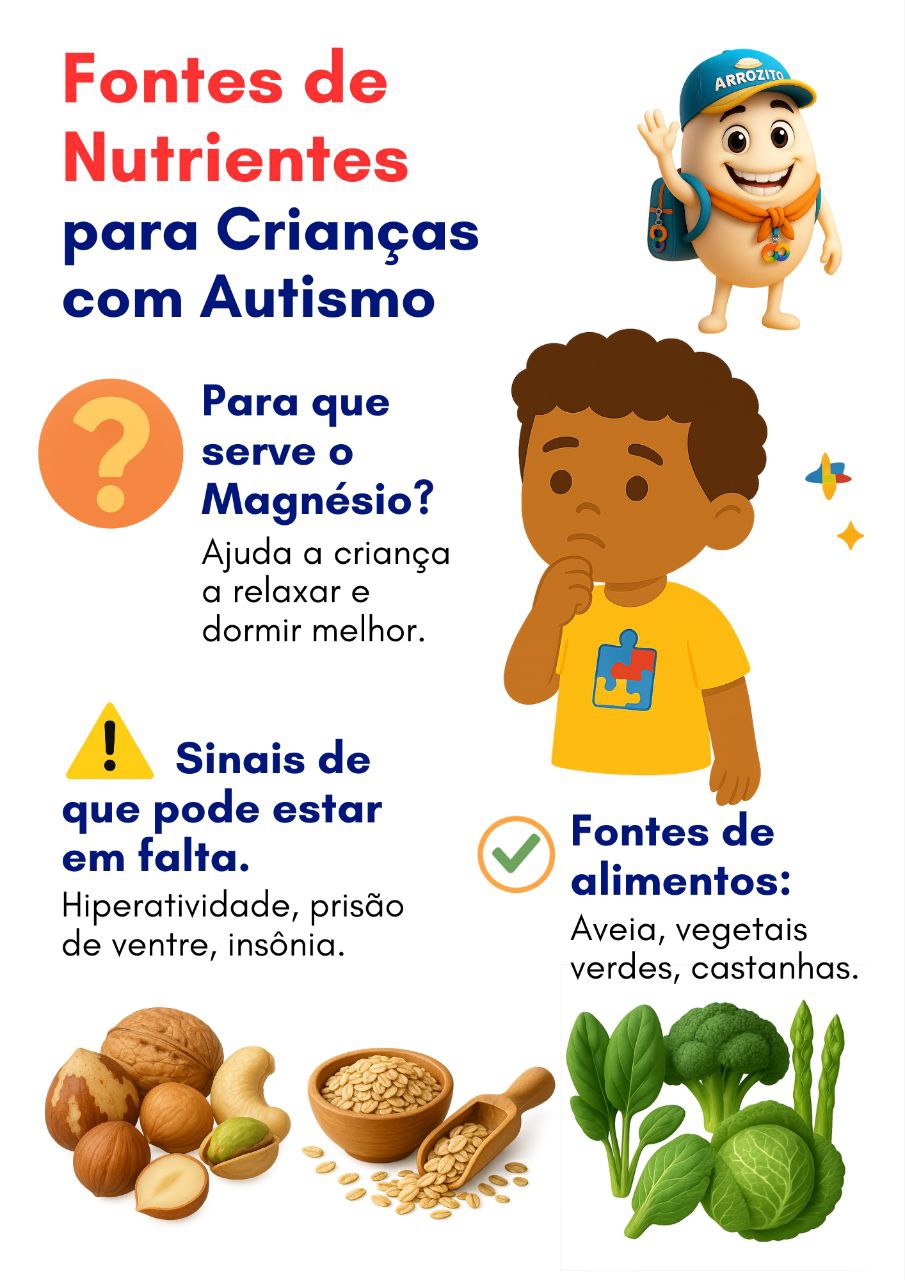 Fontes de
Nutrientes
para Crianças
com Autismo
ARROZITO
Para que
serve o
Magnésio?
Ajuda a criança
a relaxar e
dormir melhor.
Sinais de
que pode estar
em falta.
Hiperatividade, prisão
de ventre, insônia.
Fontes de
alimentos:
Aveia, vegetais
verdes, castanhas.